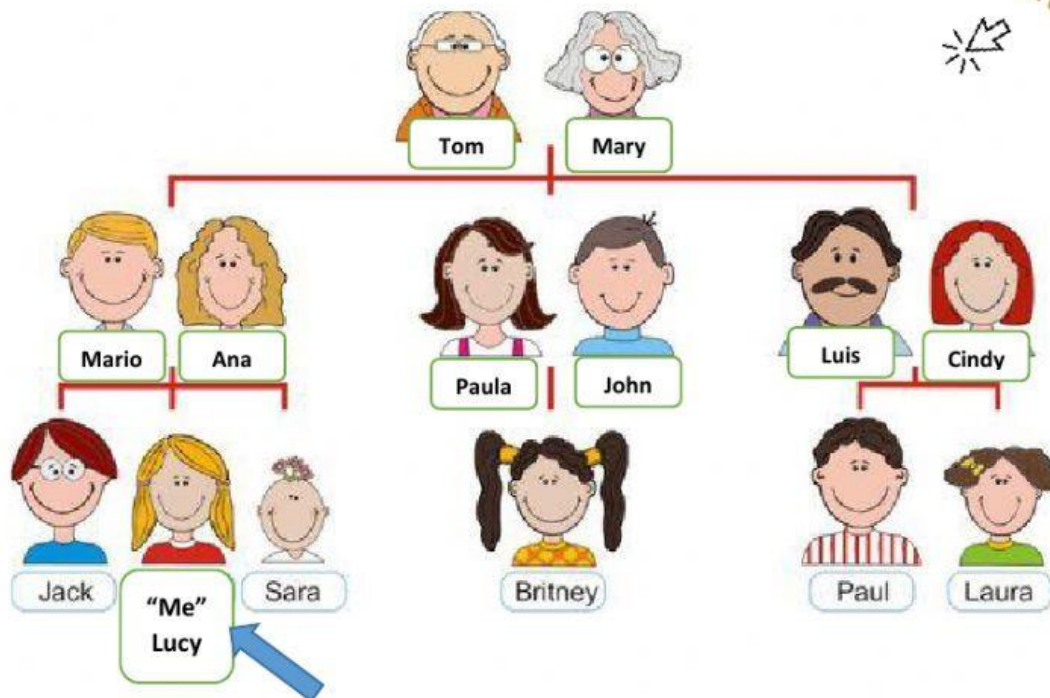 Tom
Mary
Mario
Ana
Paula
John
Luis
Cindy
Jack
“Me”
Lucy
Sara
Britney
Paul
Laura